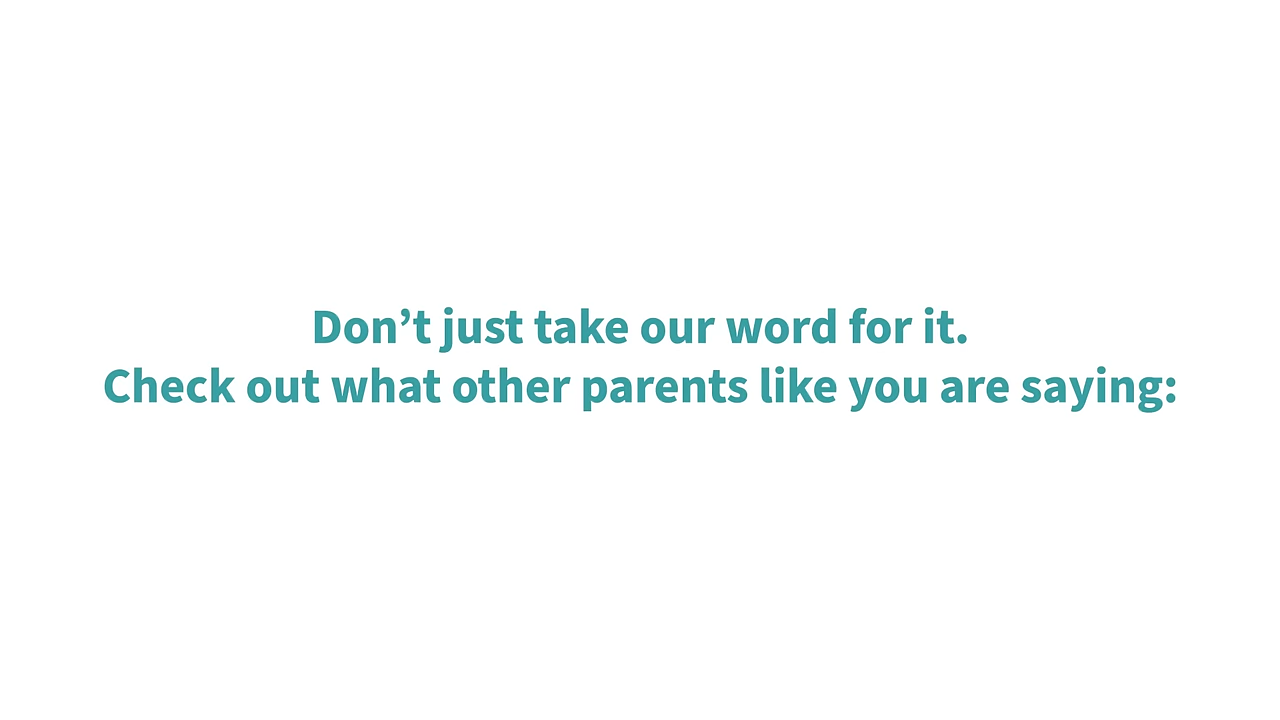 Don’t just take our word for it.
Check out what other parents like you are saying: